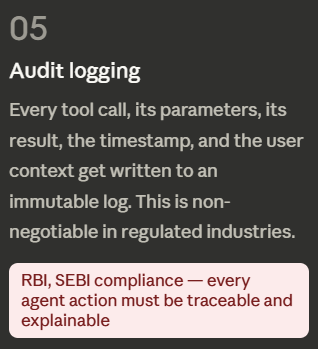 05
Audit logging
Every tool call, its parameters, its
result, the timestamp, and the user
context get written to an
immutable log. This is non-
negotiable in regulated industries.
RBI, SEBI compliance — every
agent action must be traceable and
explainable